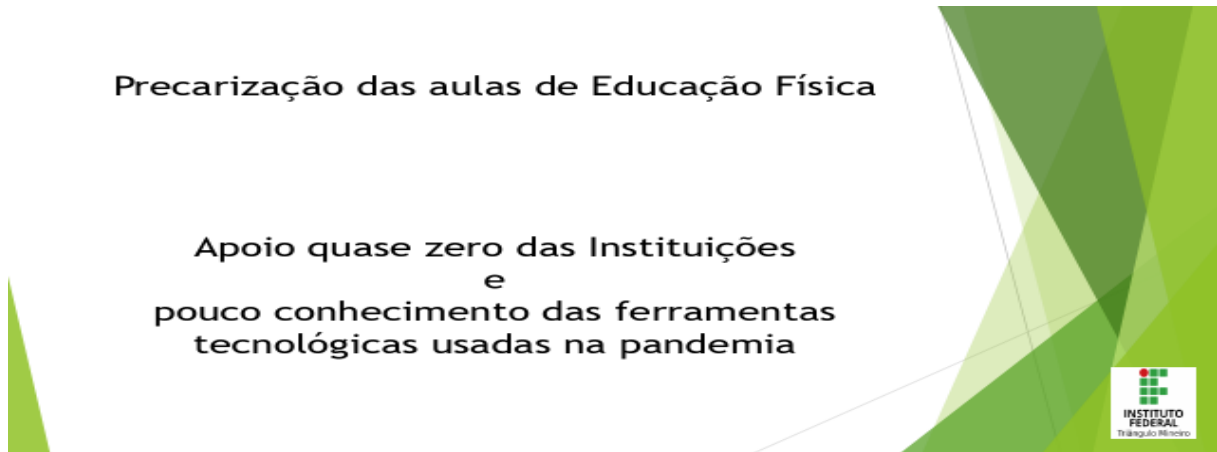 Precarização das aulas de Educação Física
Apoio quase zero das Instituições
e
pouco conhecimento das ferramentas
tecnológicas usadas na pandemia
INSTITUTO
FEDERAL
Triângulo Mineiro